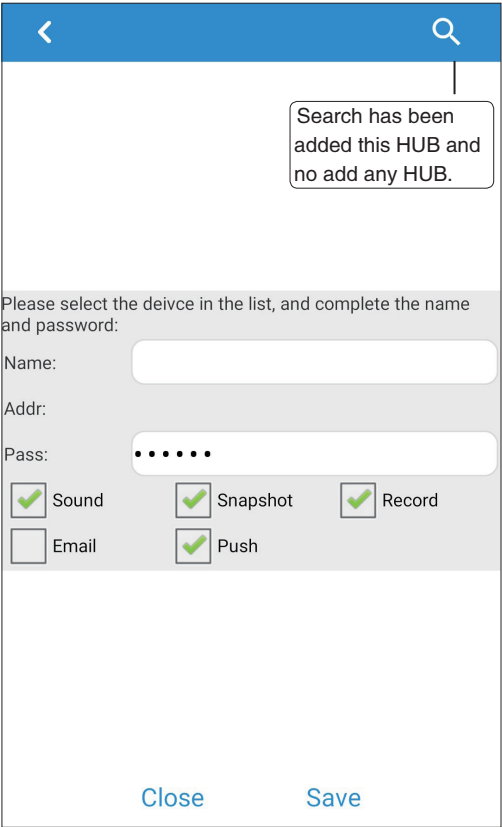 Search has been
added this HUB and
no add any HUB.
Please select the deivce in the list, and complete the name
and password:
Name:
Addr:
Pass: ••••••
Sound Snapshot Record
Email Push
Close Save